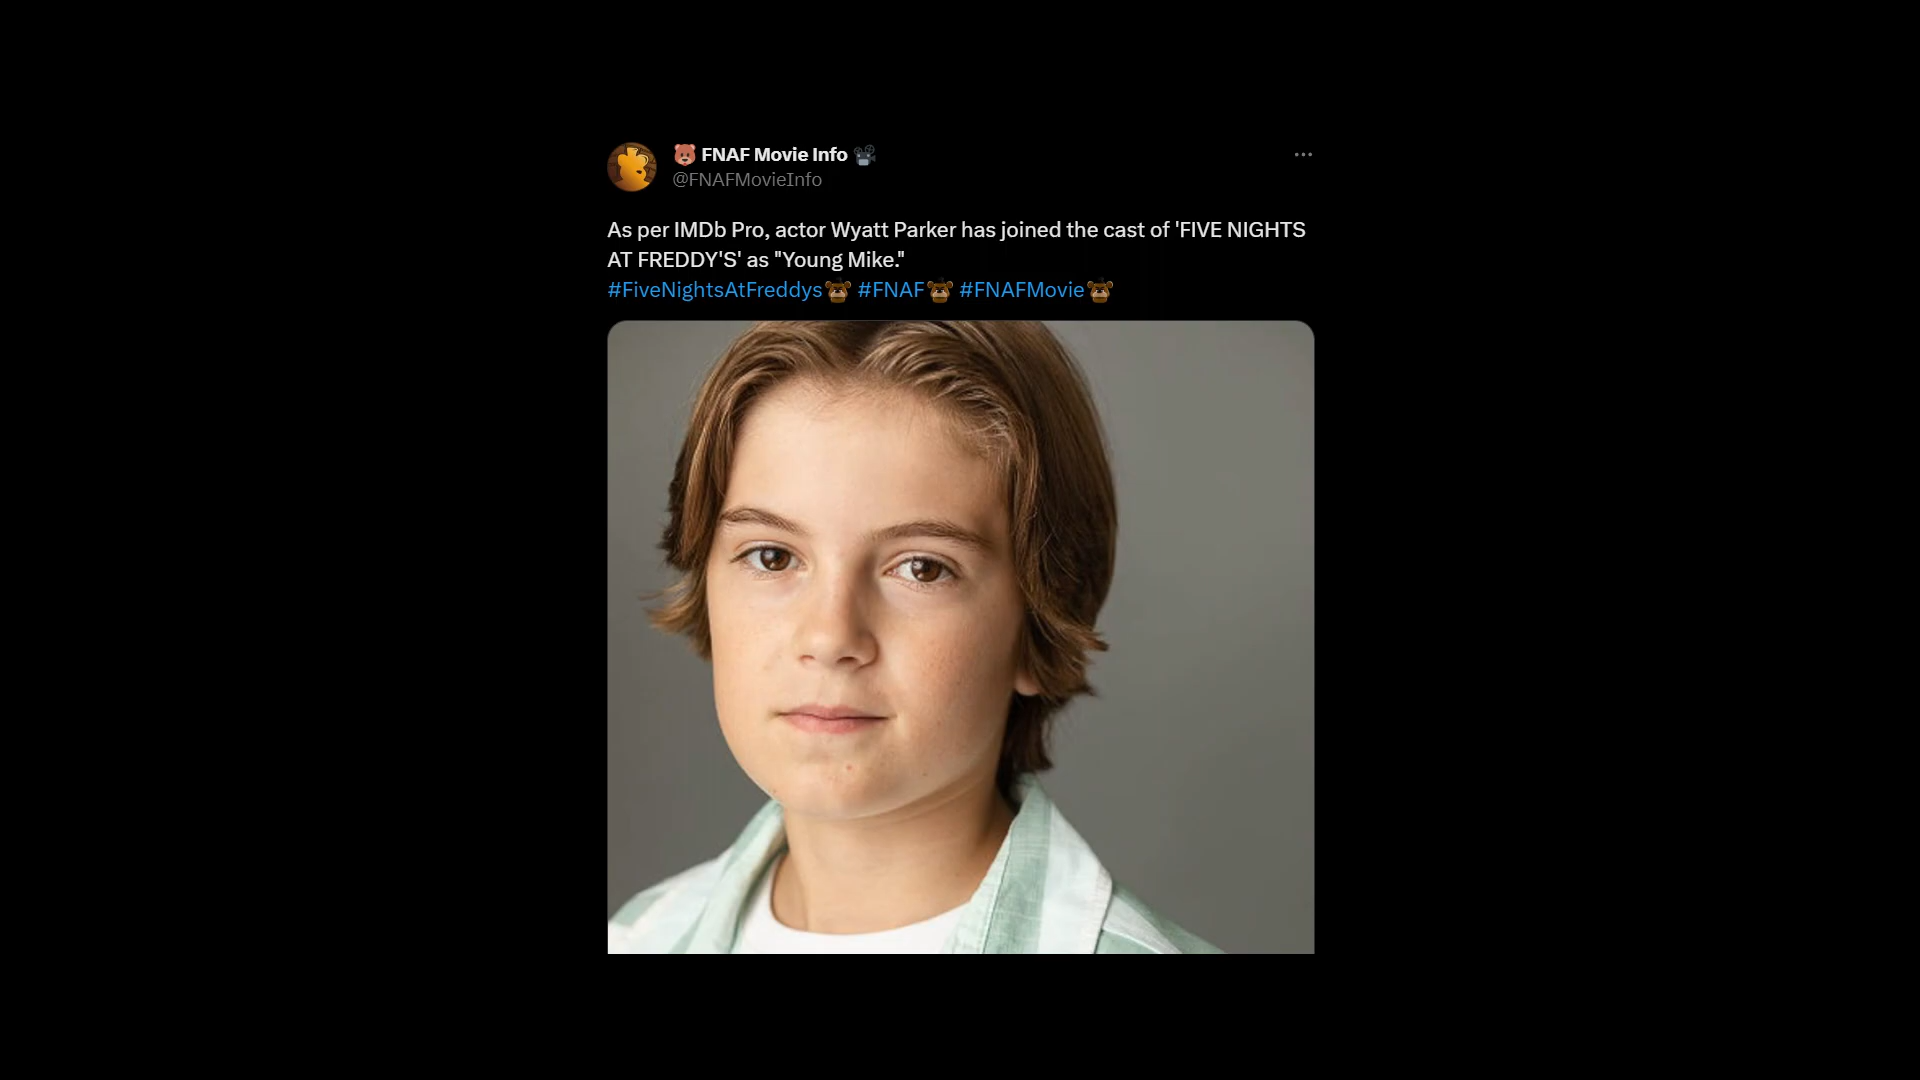 🐻 FNAF Movie Info 📽️
@FNAFMovieInfo
As per IMDb Pro, actor Wyatt Parker has joined the cast of 'FIVE NIGHTS
AT FREDDY'S' as "Young Mike."
#FiveNightsAtFreddys #FNAF #FNAFMovie